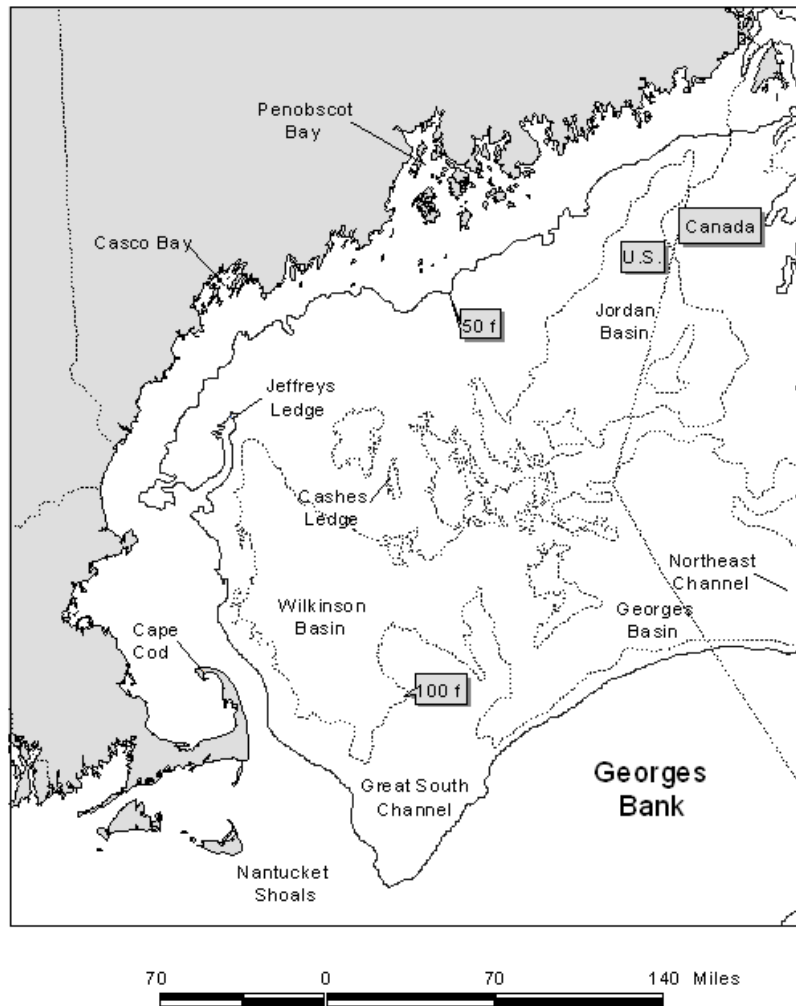 Penobscot
Bay
Casco Bay
Canada
U.S.
Jordan
Basin
50 f
Jeffreys
Ledge
Cashes
Ledge
Northeast
Channel
Wilkinson
Basin
Georges
Basin
Cape
Cod
100 f
Great South
Channel
Georges
Bank
Nantucket
Shoals
70 0 70 140 Miles